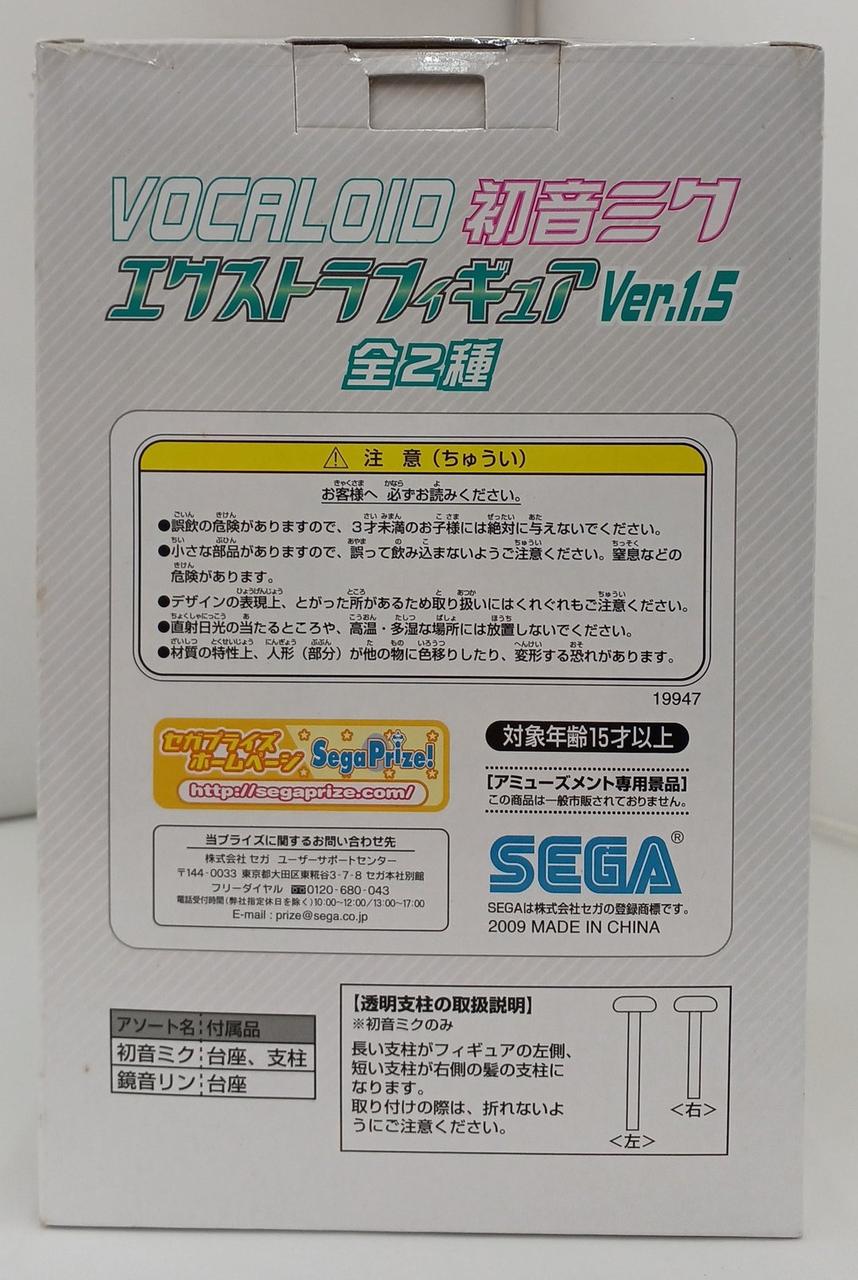 VOCALOID 初音ミク
エクストラフィギュア Ver.1.5
全2種
⚠ 注 意（ちゅうい）
お客様へ 必ずお読みください。
●誤飲の危険がありますので、3才未満のお子様には絶対に与えないでください。
●小さな部品がありますので、誤って飲み込まないようご注意ください。窒息などの
危険があります。
●デザインの表現上、とがった所があるため取り扱いにはくれぐれもご注意ください。
●直射日光の当たるところや、高温・多湿な場所には放置しないでください。
●材質の特性上、人形（部分）が他の物に色移りしたり、変形する恐れがあります。
19947
セガプライズ
ホームページ
SegaPrize!
http://segaprize.com/
対象年齢15才以上
[アミューズメント専用景品]
この商品は一般市販されておりません。
当プライズに関するお問い合わせ先
株式会社 セガ ユーザーサポートセンター
〒144-0033 東京都大田区東糀谷3-7-8 セガ本社別館
フリーダイヤル 0120-680-043
電話受付時間(弊社指定休日を除く)10:00~12:00/13:00~17:00
E-mail : prize@sega.co.jp
SEGA®
SEGAは株式会社セガの登録商標です。
2009 MADE IN CHINA
アソート名 付属品
初音ミク 台座、支柱
鏡音リン 台座
【透明支柱の取扱説明】
※初音ミクのみ
長い支柱がフィギュアの左側、
短い支柱が右側の髪の支柱に
なります。
取り付けの際は、折れないよ
うにご注意ください。
＜左＞
＜右＞